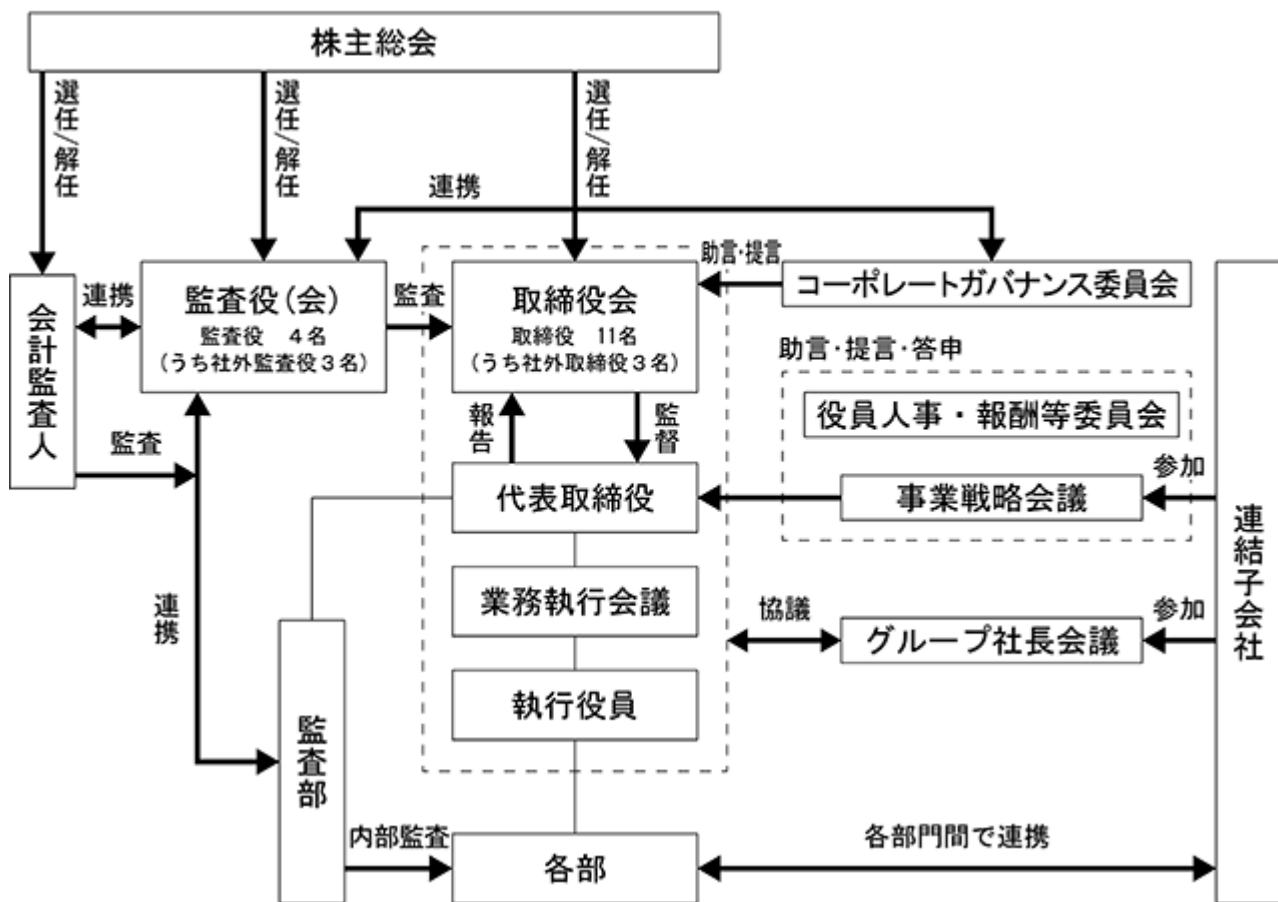 株主総会
選任/解任
選任/解任
選任/解任
連携
助言・提言
コーポレートガバナンス委員会
連携
監査役(会)
監査役　4名
(うち社外監査役3名)
監査
取締役会
取締役　11名
(うち社外取締役3名)
会計監査人
助言・提言・答申
役員人事・報酬等委員会
報告
監督
監査
代表取締役
事業戦略会議
参加
連結子会社
連携
業務執行会議
協議
グループ社長会議
参加
執行役員
監査部
内部監査
各部
各部門間で連携